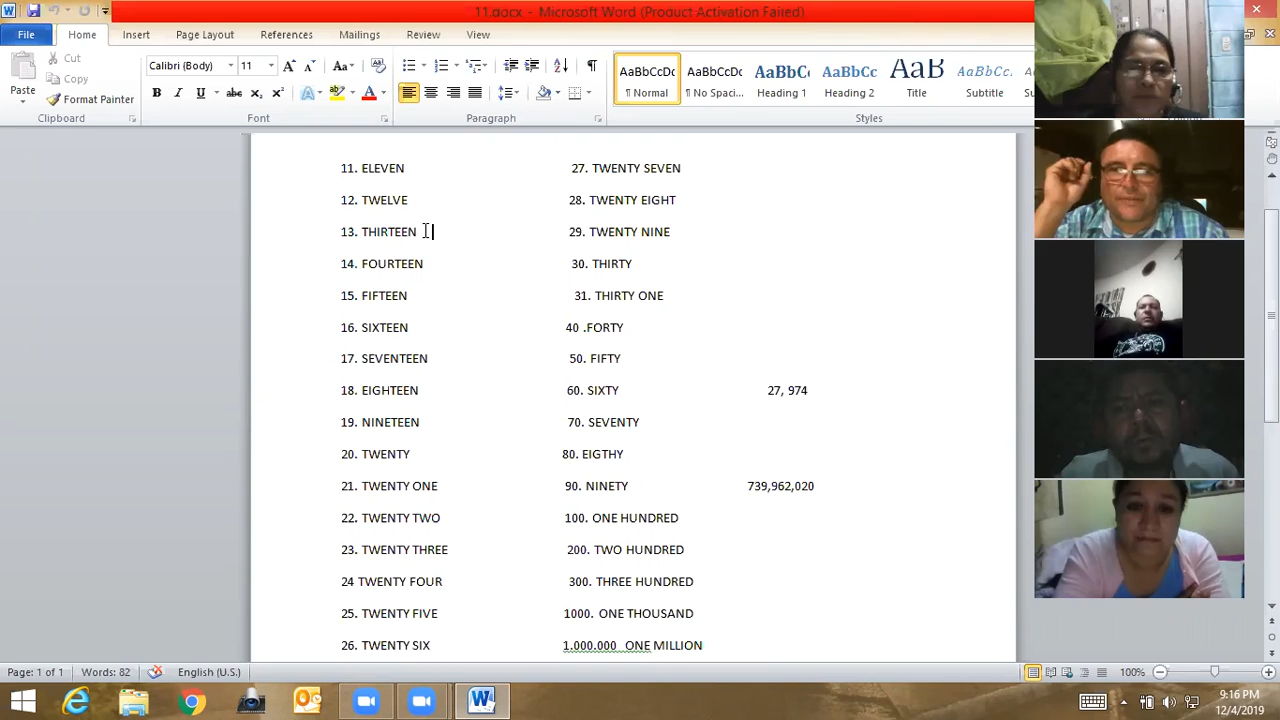 11.docx - Microsoft Word (Product Activation Failed)
File Home Insert Page Layout References Mailings Review View
Cut
Copy
Format Painter
Paste
Calibri (Body) 11
AaBbCcDc AaBbCcDc AaBbCc AaBbCc AaB AaBbCcD
¶ Normal ¶ No Spaci... Heading 1 Heading 2 Title Subtitle
Clipboard Font Paragraph Styles
11. ELEVEN 27. TWENTY SEVEN
12. TWELVE 28. TWENTY EIGHT
13. THIRTEEN 29. TWENTY NINE
14. FOURTEEN 30. THIRTY
15. FIFTEEN 31. THIRTY ONE
16. SIXTEEN 40 .FORTY
17. SEVENTEEN 50. FIFTY
18. EIGHTEEN 60. SIXTY 27, 974
19. NINETEEN 70. SEVENTY
20. TWENTY 80. EIGTHY
21. TWENTY ONE 90. NINETY 739,962,020
22. TWENTY TWO 100. ONE HUNDRED
23. TWENTY THREE 200. TWO HUNDRED
24 TWENTY FOUR 300. THREE HUNDRED
25. TWENTY FIVE 1000. ONE THOUSAND
26. TWENTY SIX 1.000.000 ONE MILLION
Page: 1 of 1 Words: 82 English (U.S.) 100%
9:16 PM
12/4/2019